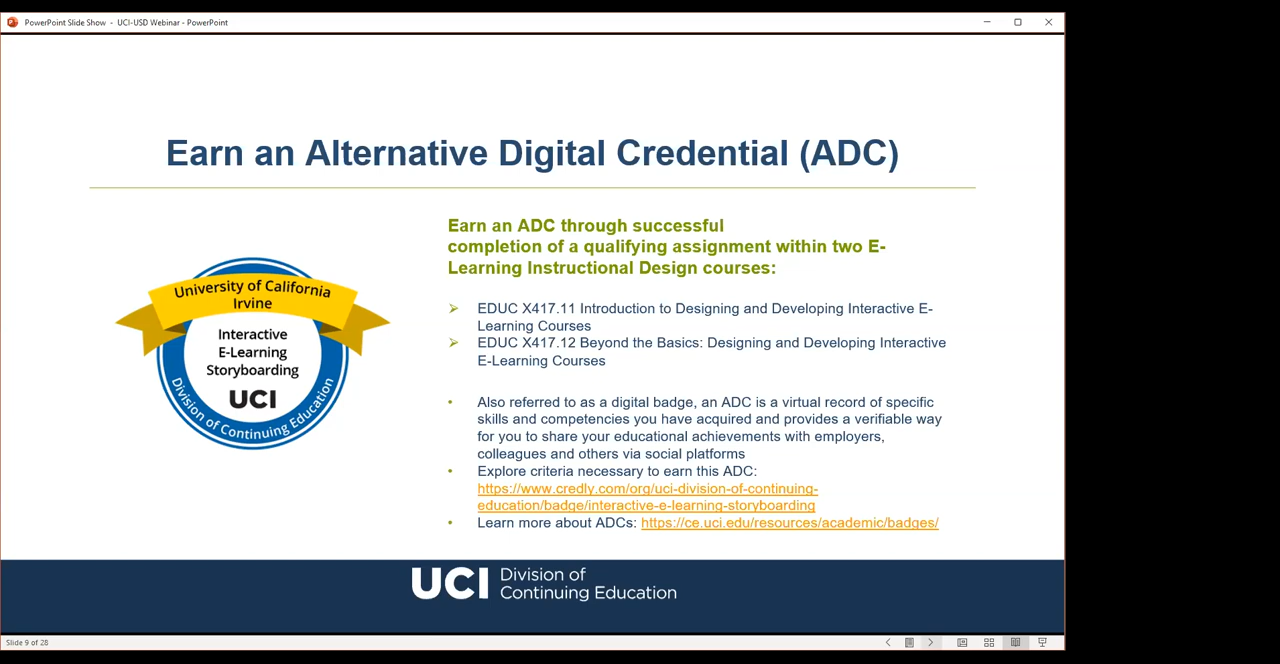 PowerPoint Slide Show - UCI-USD Webinar - PowerPoint
Earn an Alternative Digital Credential (ADC)
University of California
Irvine
Interactive
E-Learning
Storyboarding
UCI
Division of Continuing Education
Earn an ADC through successful
completion of a qualifying assignment within two E-
Learning Instructional Design courses:
EDUC X417.11 Introduction to Designing and Developing Interactive E-
Learning Courses
EDUC X417.12 Beyond the Basics: Designing and Developing Interactive
E-Learning Courses
Also referred to as a digital badge, an ADC is a virtual record of specific
skills and competencies you have acquired and provides a verifiable way
for you to share your educational achievements with employers,
colleagues and others via social platforms
Explore criteria necessary to earn this ADC:
https://www.credly.com/org/uci-division-of-continuing-
education/badge/interactive-e-learning-storyboarding
Learn more about ADCs: https://ce.uci.edu/resources/academic/badges/
UCI Division of
Continuing Education
Slide 9 of 28